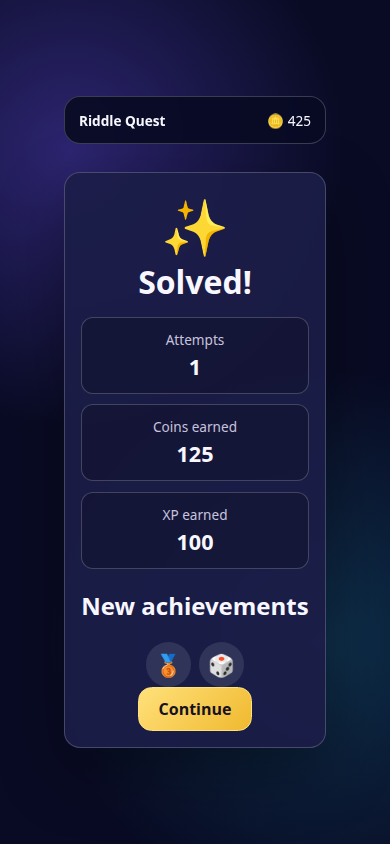 Riddle Quest
425
Solved!
Attempts
1
Coins earned
125
XP earned
100
New achievements
Continue